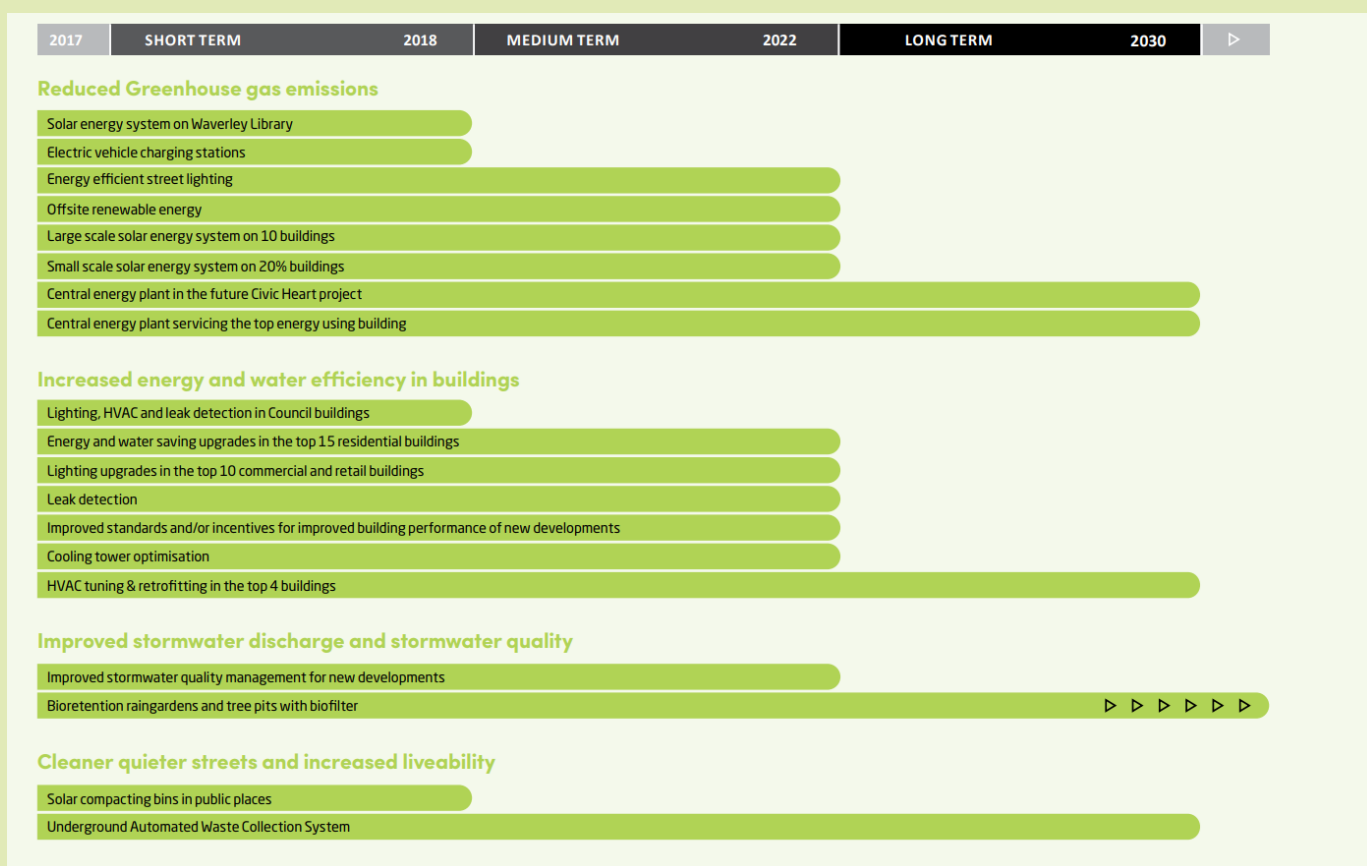 2017 SHORT TERM 2018 MEDIUM TERM 2022 LONG TERM 2030
Reduced Greenhouse gas emissions
Solar energy system on Waverley Library
Electric vehicle charging stations
Energy efficient street lighting
Offsite renewable energy
Large scale solar energy system on 10 buildings
Small scale solar energy system on 20% buildings
Central energy plant in the future Civic Heart project
Central energy plant servicing the top energy using building
Increased energy and water efficiency in buildings
Lighting, HVAC and leak detection in Council buildings
Energy and water saving upgrades in the top 15 residential buildings
Lighting upgrades in the top 10 commercial and retail buildings
Leak detection
Improved standards and/or incentives for improved building performance of new developments
Cooling tower optimisation
HVAC tuning & retrofitting in the top 4 buildings
Improved stormwater discharge and stormwater quality
Improved stormwater quality management for new developments
Bioretention raingardens and tree pits with biofilter
Cleaner quieter streets and increased liveability
Solar compacting bins in public places
Underground Automated Waste Collection System